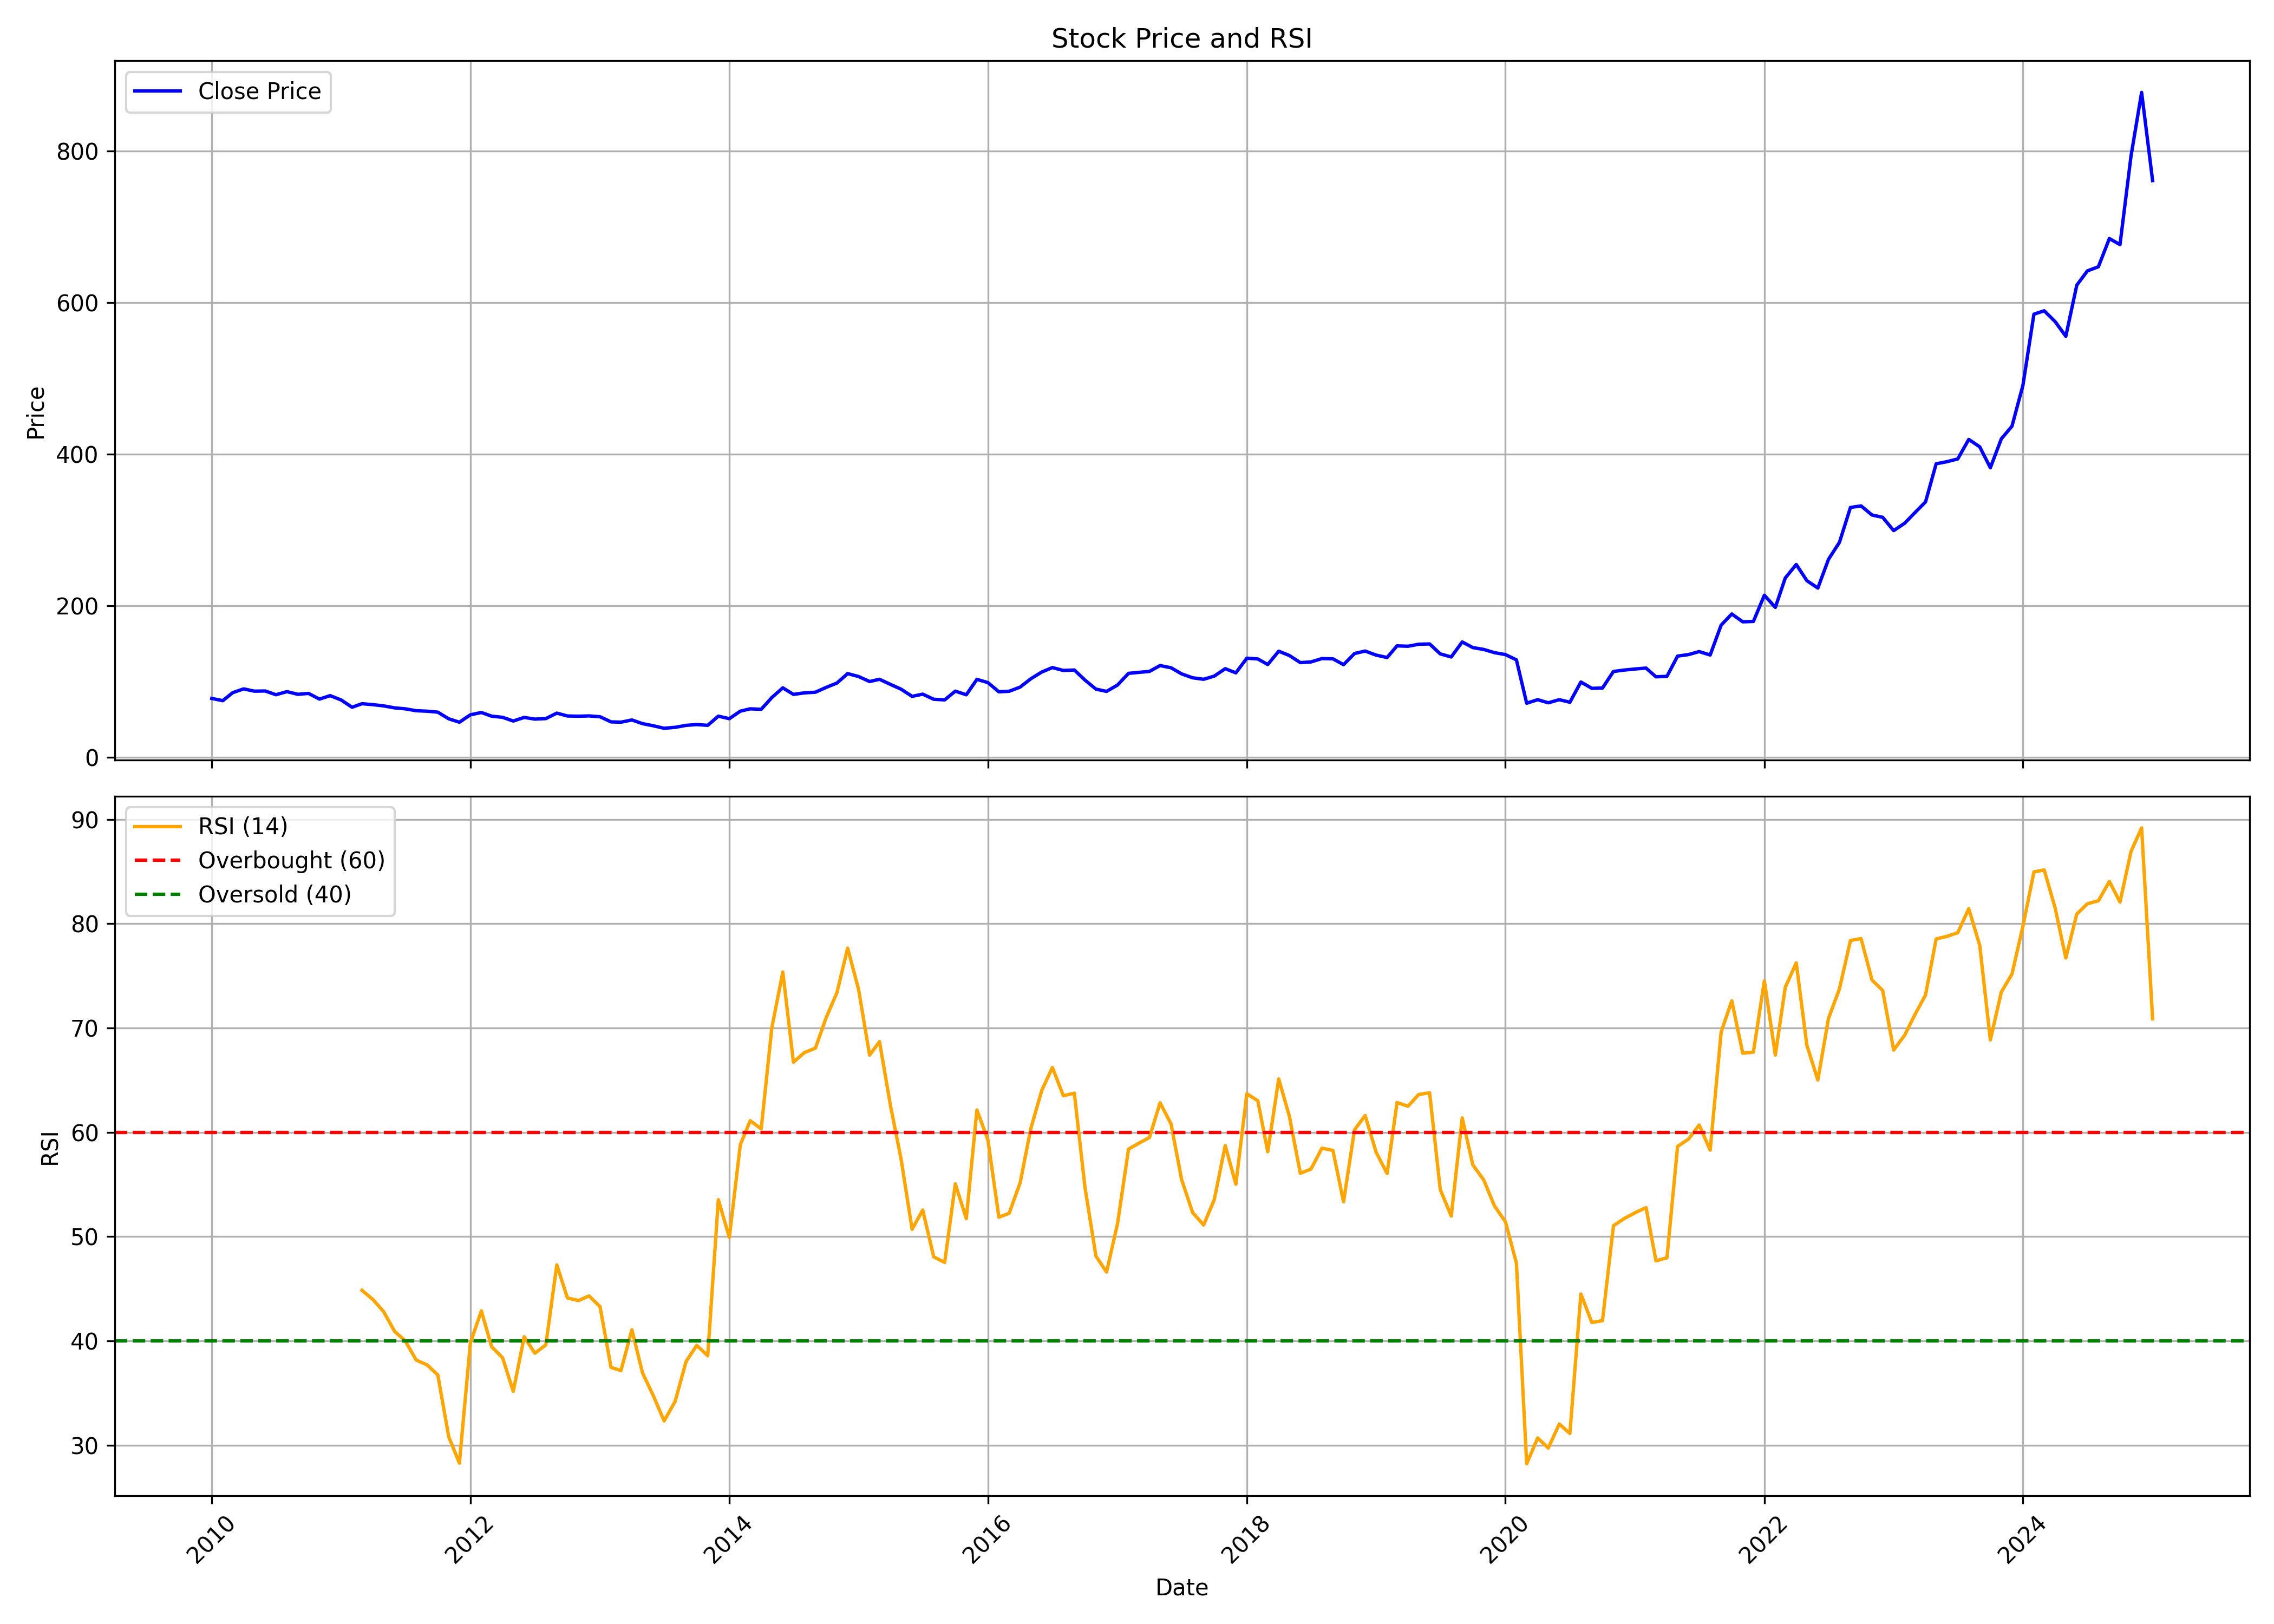 Stock Price and RSI
Close Price
800
600
400
200
0
Price
RSI (14)
Overbought (60)
Oversold (40)
90
80
70
60
50
40
30
RSI
2010
2012
2014
2016
2018
2020
2022
2024
Date